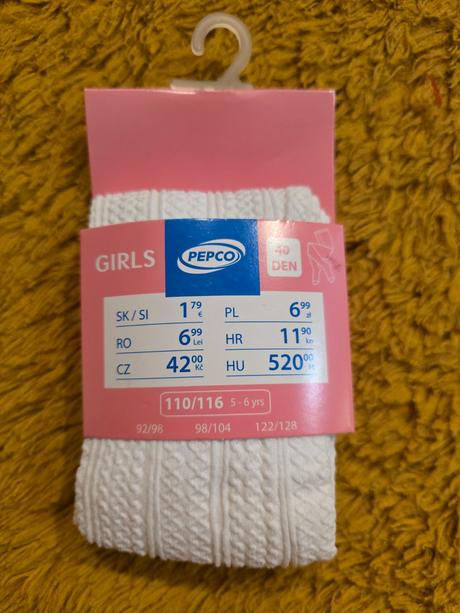 GIRLS
PEPCO
40
DEN
SK / SI 1 79 €
PL 6 99 zł
RO 6 99 Lei
HR 11 90 kn
CZ 42 00 Kč
HU 520 00 Ft
110/116 5 - 6 yrs
92/98 98/104 122/128